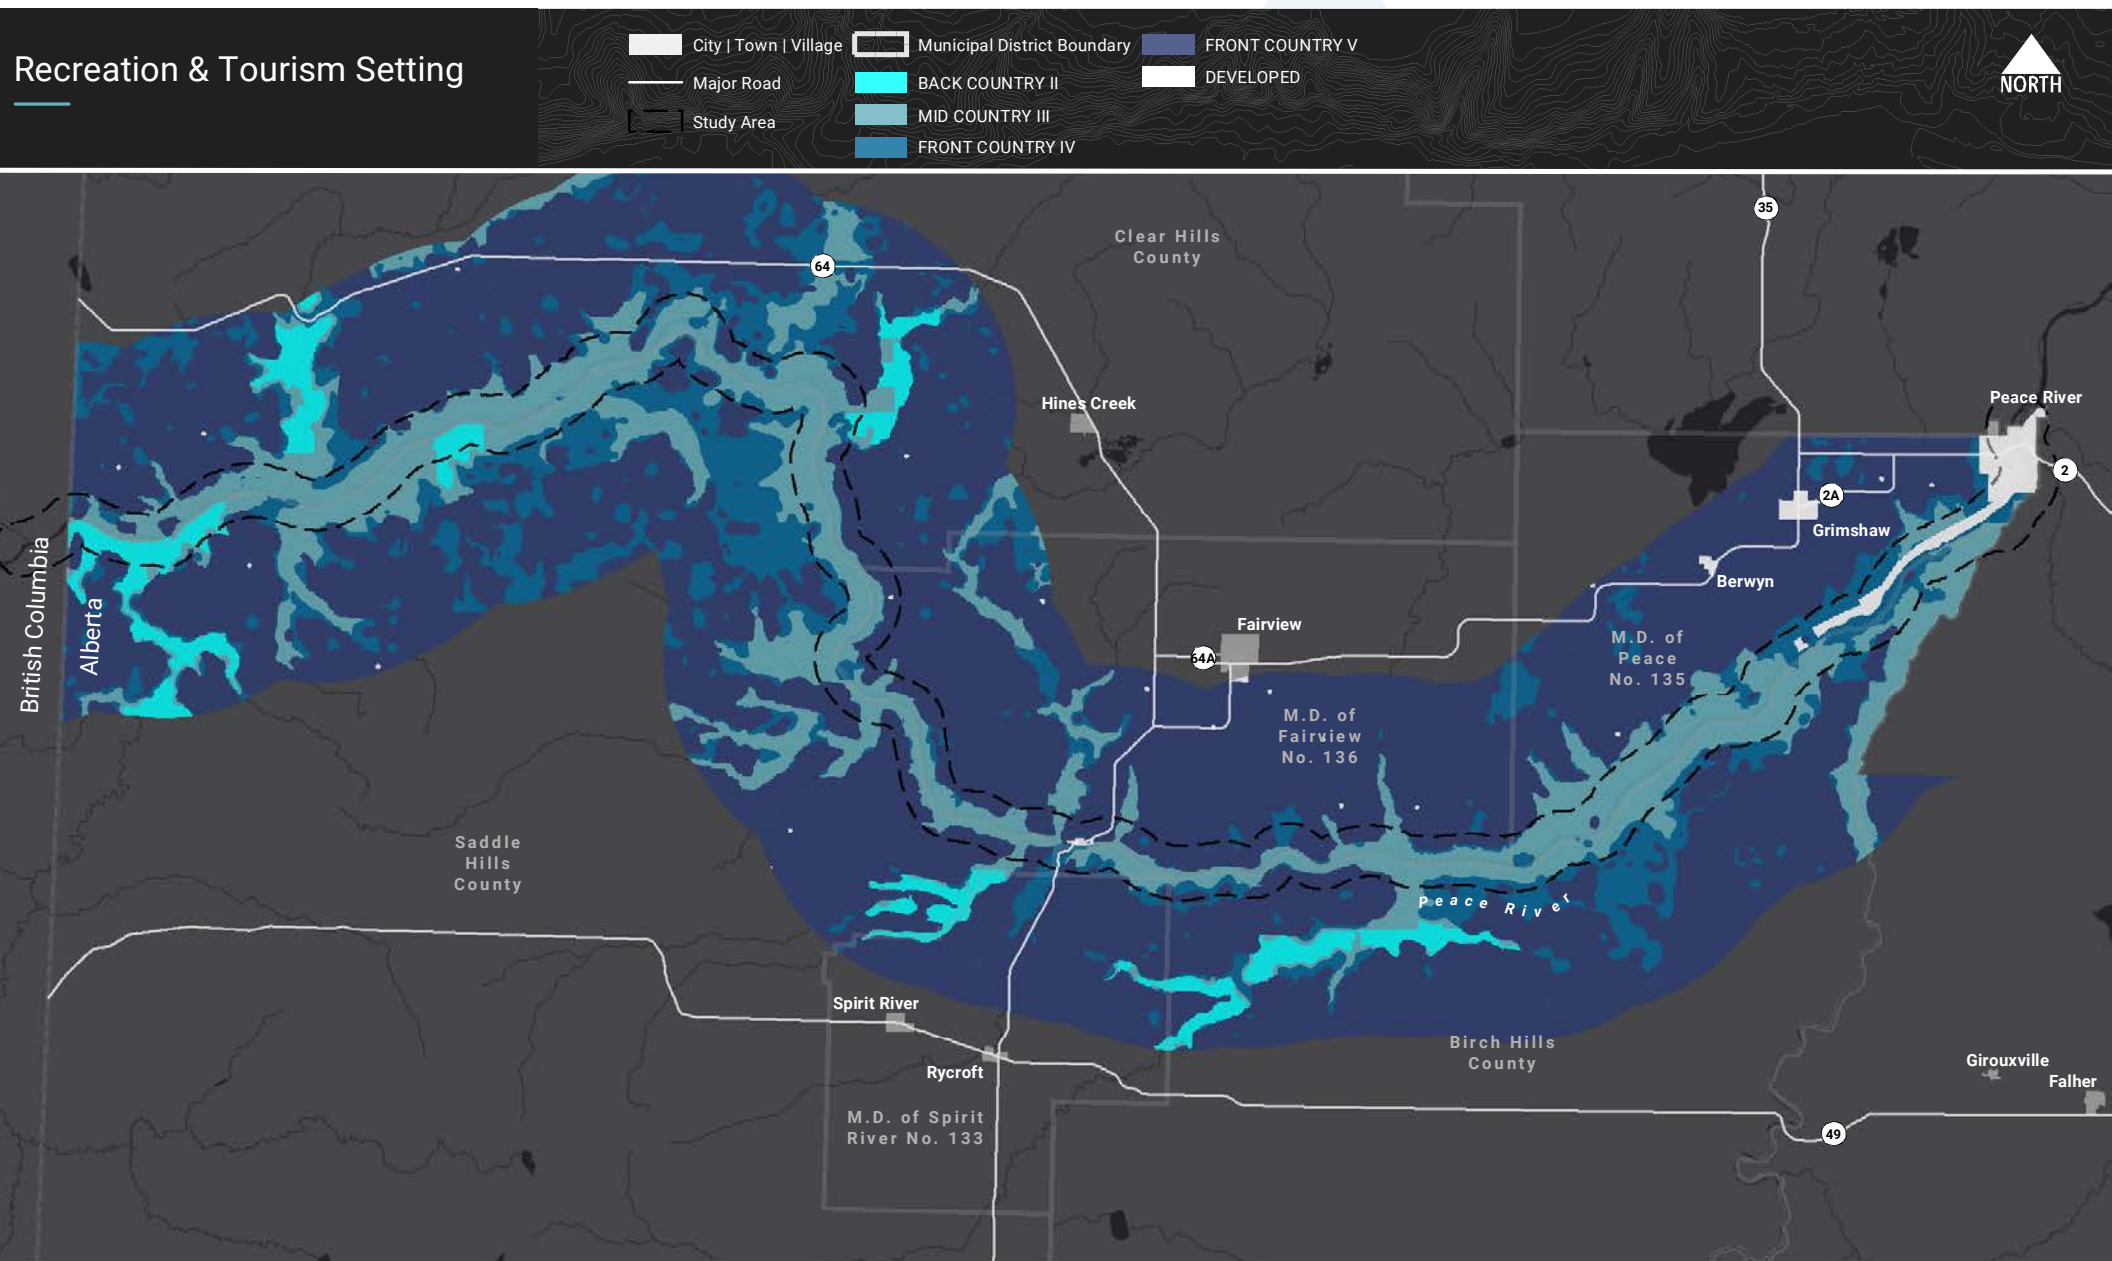 Recreation & Tourism Setting
City | Town | Village
Major Road
Study Area
Municipal District Boundary
BACK COUNTRY II
MID COUNTRY III
FRONT COUNTRY IV
FRONT COUNTRY V
DEVELOPED
NORTH
35
Clear Hills
County
64
Hines Creek
Peace River
2
2A
Grimshaw
Berwyn
British Columbia
Alberta
Fairview
64A
M.D. of
Peace
No. 135
M.D. of
Fairview
No. 136
Saddle
Hills
County
Peace River
Spirit River
Rycroft
Birch Hills
County
Girouxville
Falher
M.D. of Spirit
River No. 133
49